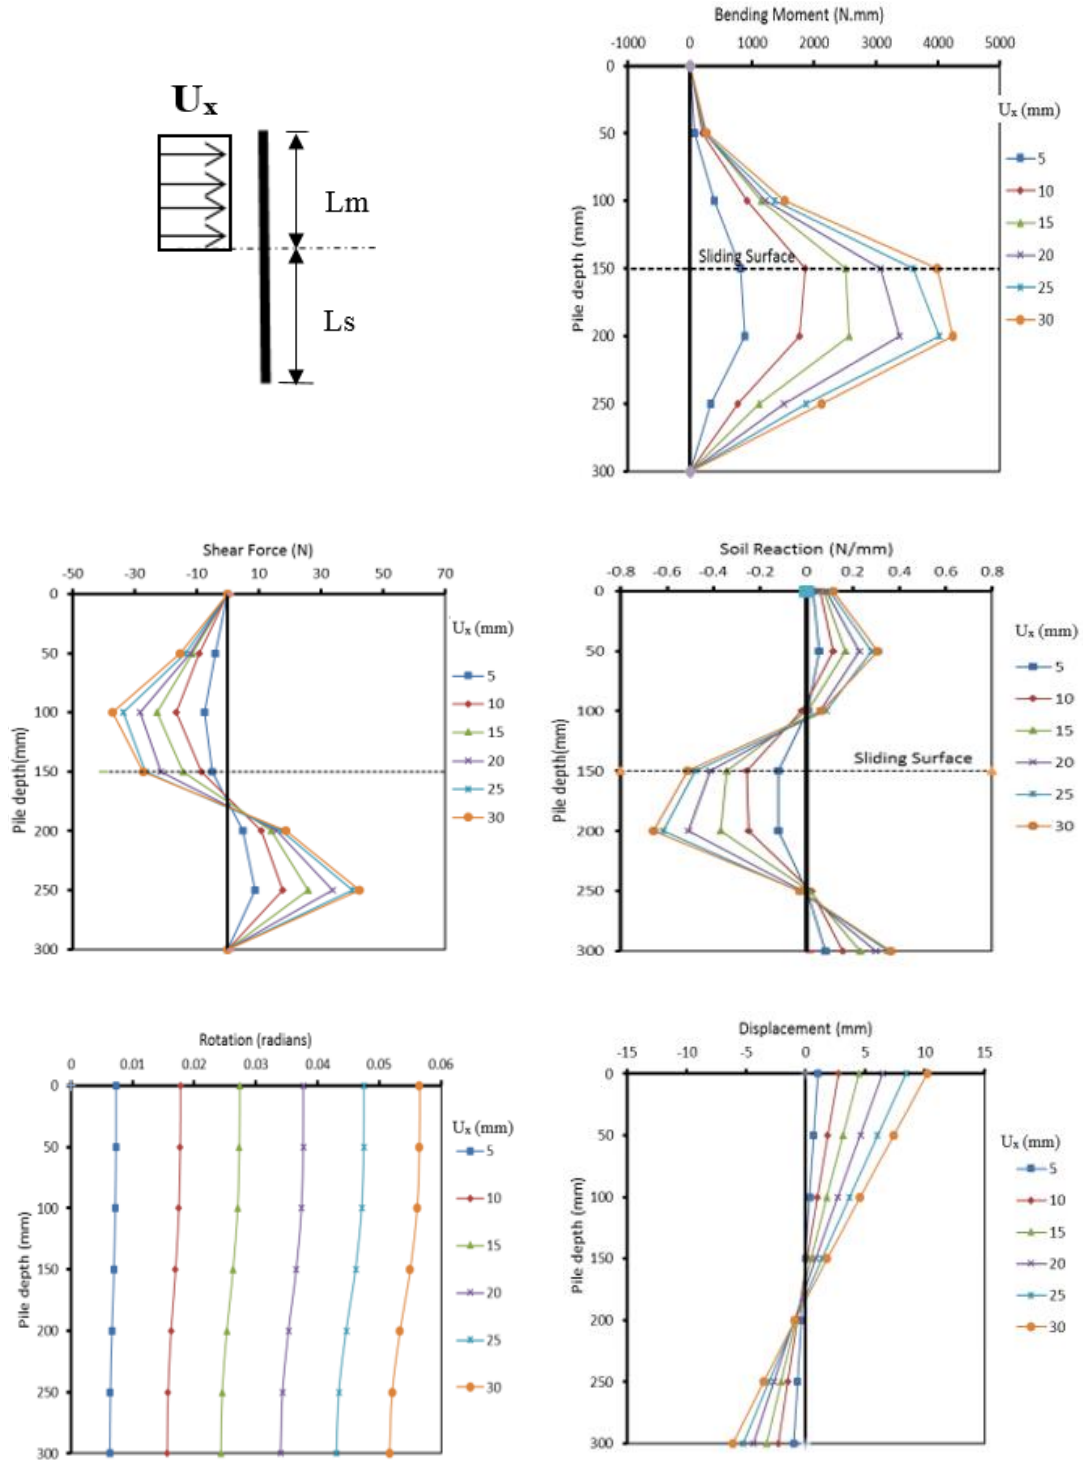 Bending Moment (N.mm)
-1000 0 1000 2000 3000 4000 5000
0
50
100
150
200
250
300
Pile depth (mm)
Sliding Surface
Uₓ (mm)
5
10
15
20
25
30
Uₓ
Lm
Ls
Shear Force (N)
-50 -30 -10 10 30 50 70
0
50
100
150
200
250
300
Pile depth(mm)
Uₓ (mm)
5
10
15
20
25
30
Soil Reaction (N/mm)
-0.8 -0.6 -0.4 -0.2 0 0.2 0.4 0.6 0.8
0
50
100
150
200
250
300
Pile depth(mm)
Sliding Surface
Uₓ (mm)
5
10
15
20
25
30
Rotation (radians)
0 0.01 0.02 0.03 0.04 0.05 0.06
0
50
100
150
200
250
300
Pile depth (mm)
Uₓ (mm)
5
10
15
20
25
30
Displacement (mm)
-15 -10 -5 0 5 10 15
0
50
100
150
200
250
300
Pile depth (mm)
Uₓ (mm)
5
10
15
20
25
30